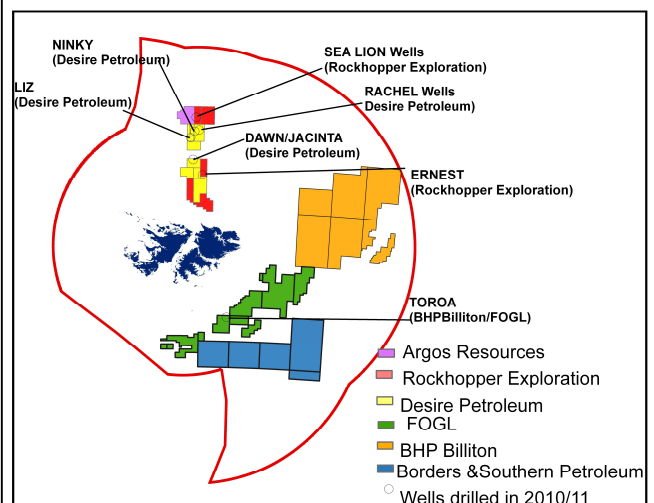 NINKY
(Desire Petroleum)
SEA LION Wells
(Rockhopper Exploration)
LIZ
(Desire Petroleum)
RACHEL Wells
Desire Petroleum)
DAWN/JACINTA
(Desire Petroleum)
ERNEST
(Rockhopper Exploration)
TOROA
(BHPBilliton/FOGL)
Argos Resources
Rockhopper Exploration
Desire Petroleum
FOGL
BHP Billiton
Borders &Southern Petroleum
Wells drilled in 2010/11